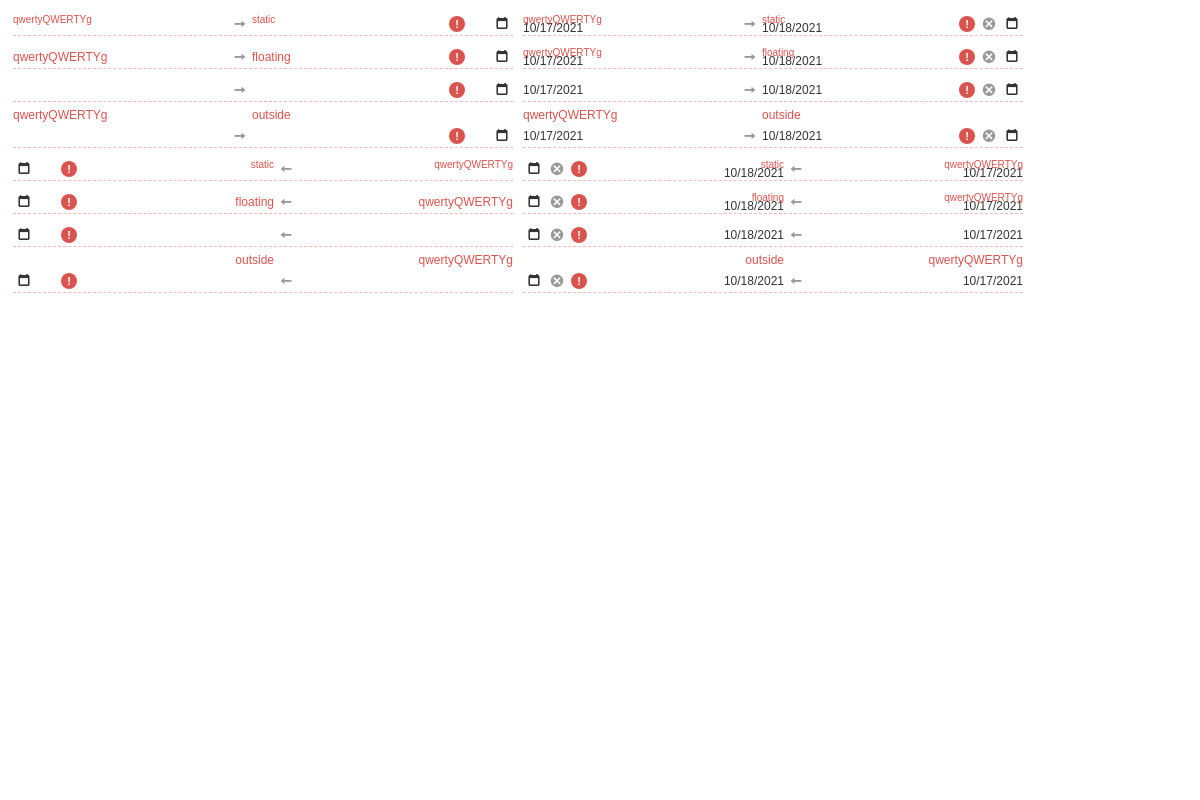 qwertyQWERTYg static ! qwertyQWERTYg static !
10/17/2021 10/18/2021
qwertyQWERTYg floating ! qwertyQWERTYg floating !
10/17/2021 10/18/2021
! 10/17/2021 10/18/2021 !
qwertyQWERTYg outside qwertyQWERTYg outside
! 10/17/2021 10/18/2021 !
! static qwertyQWERTYg ! static qwertyQWERTYg
10/18/2021 10/17/2021
! floating qwertyQWERTYg ! floating qwertyQWERTYg
10/18/2021 10/17/2021
! ! 10/18/2021 10/17/2021
outside qwertyQWERTYg outside qwertyQWERTYg
! ! 10/18/2021 10/17/2021